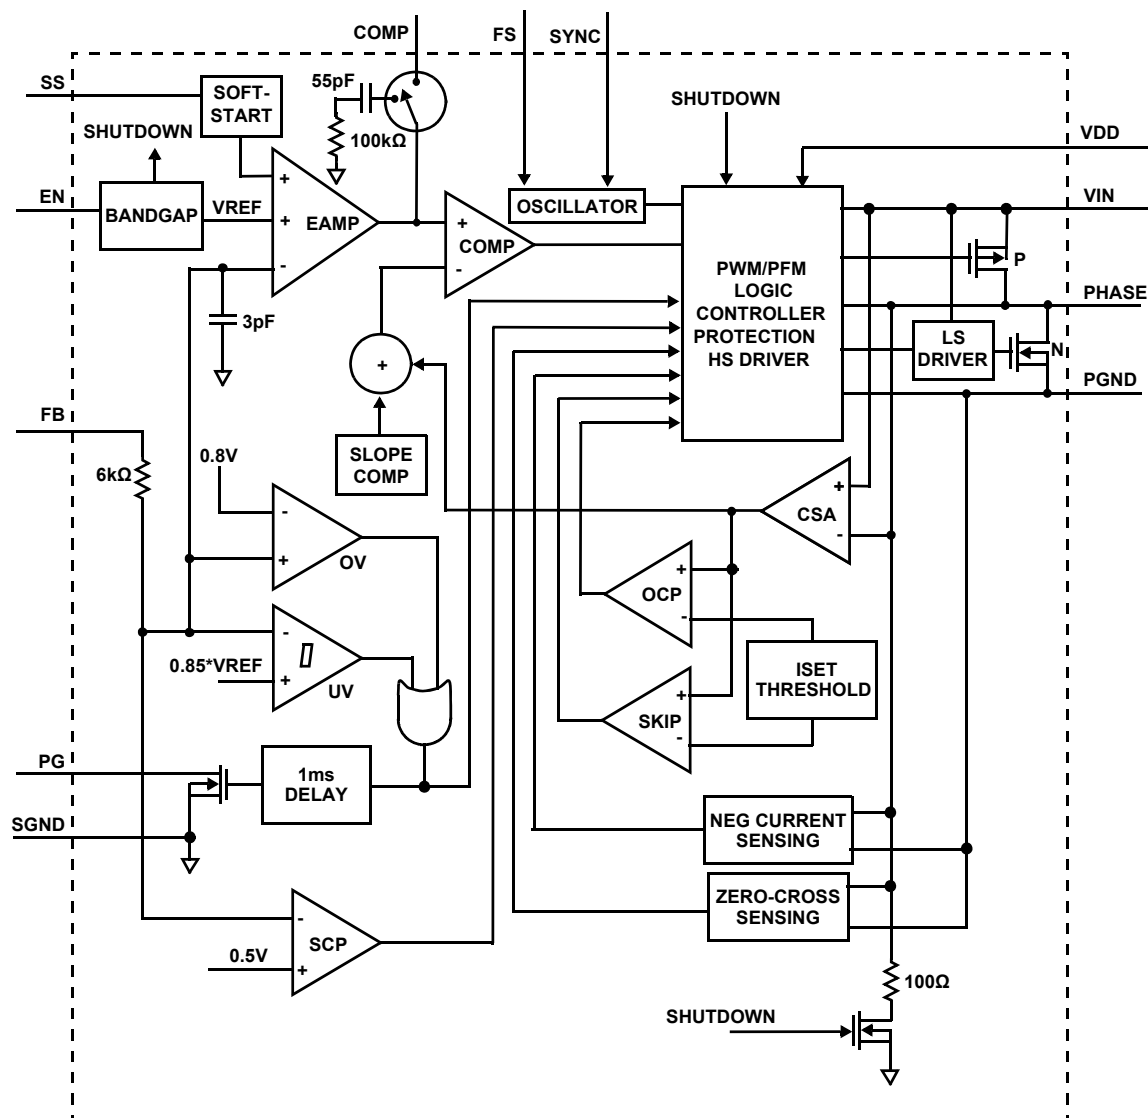 COMP
FS
SYNC
SS
SOFT-
START
55pF
100kΩ
SHUTDOWN
SHUTDOWN
VDD
EN
BANDGAP
VREF
+
+
-
EAMP
+
-
COMP
OSCILLATOR
VIN
PWM/PFM
LOGIC
CONTROLLER
PROTECTION
HS DRIVER
P
PHASE
3pF
LS
DRIVER
N
PGND
+
FB
6kΩ
0.8V
SLOPE
COMP
-
+
OV
+
-
CSA
+
-
OCP
-
+
0.85*VREF
UV
ISET
THRESHOLD
+
-
SKIP
PG
1ms
DELAY
SGND
NEG CURRENT
SENSING
ZERO-CROSS
SENSING
-
+
SCP
0.5V
100Ω
SHUTDOWN